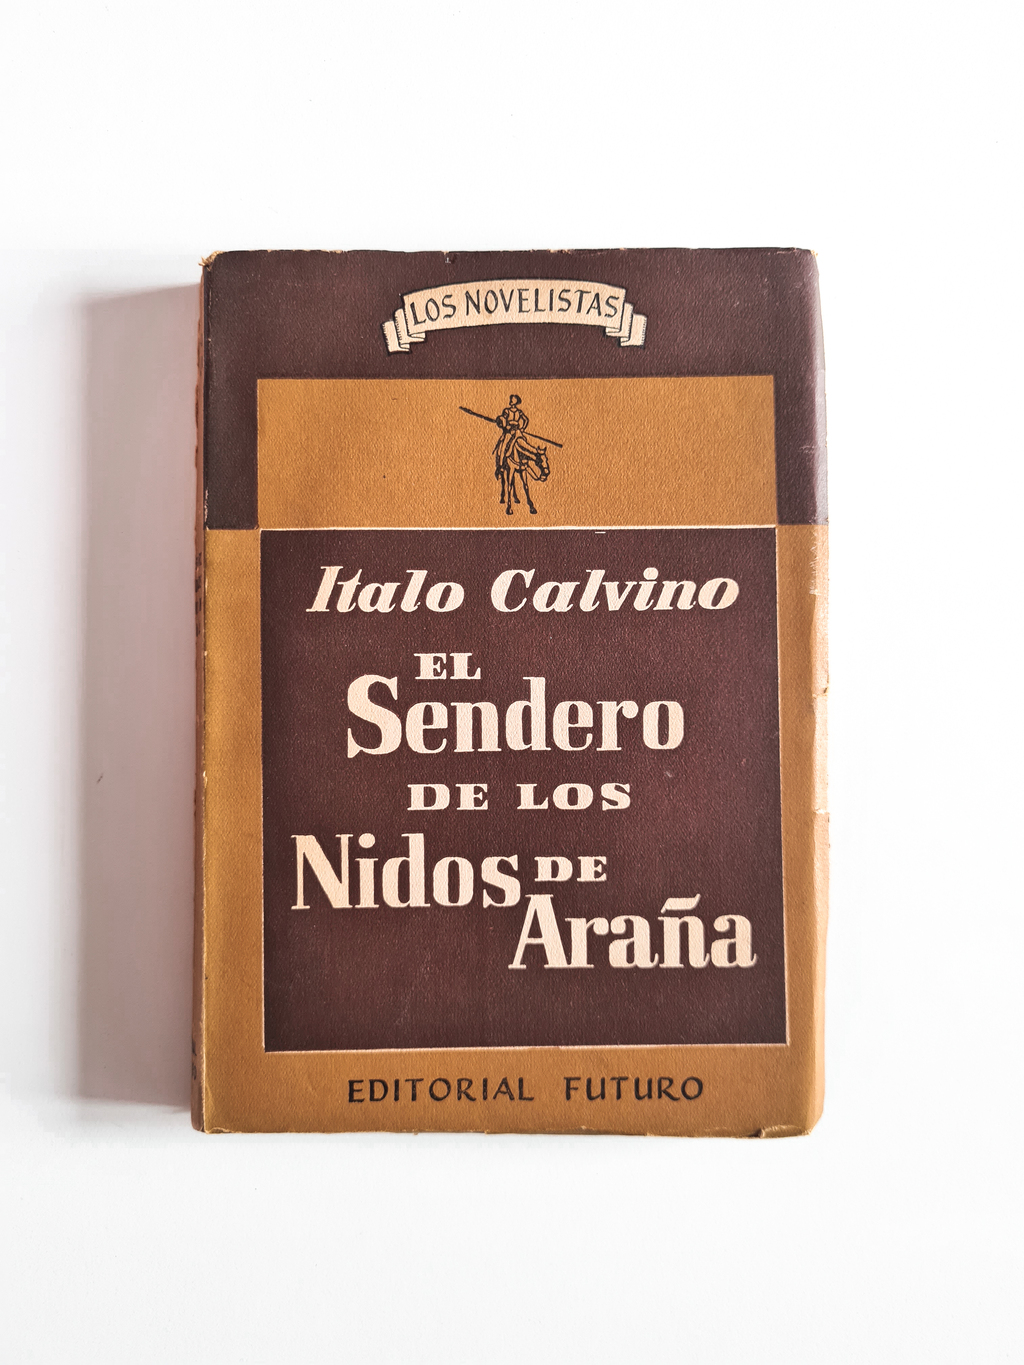 LOS NOVELISTAS
Italo Calvino
EL
Sendero
DE LOS
Nidos DE
Araña
EDITORIAL FUTURO